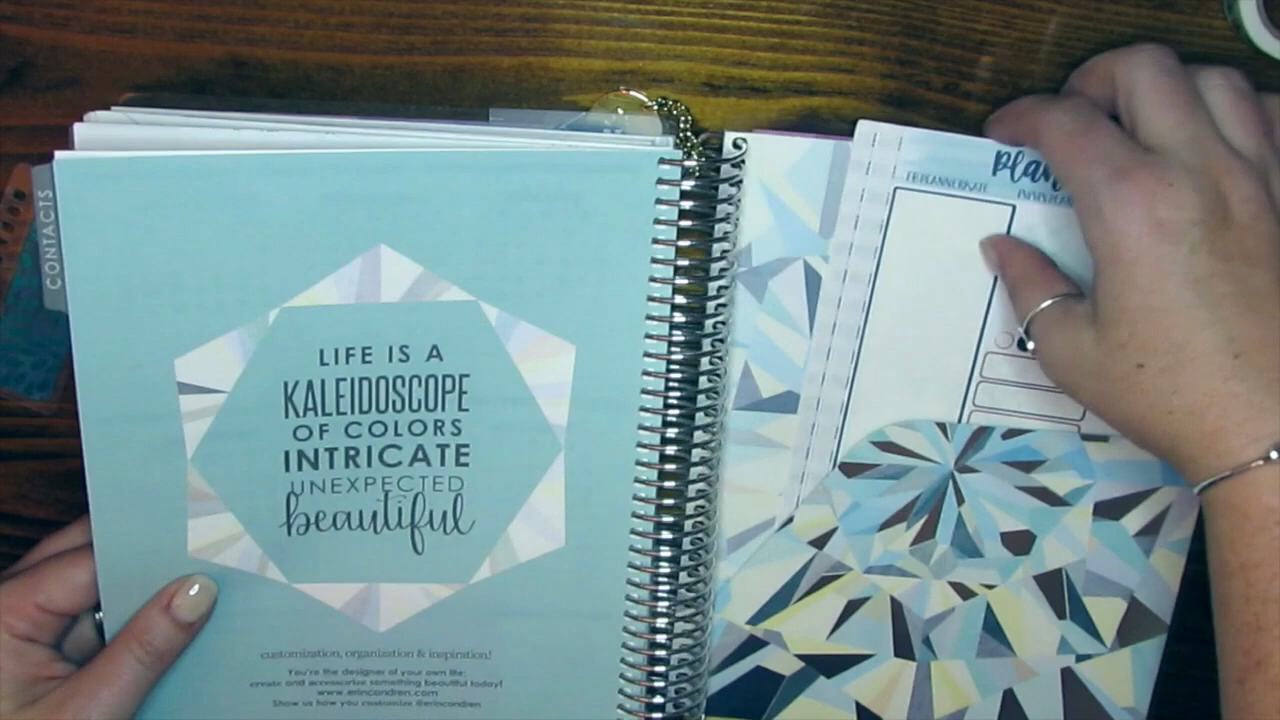 CONTACTS
LIFE IS A
KALEIDOSCOPE
OF COLORS
INTRICATE
UNEXPECTED
beautiful
customization, organization & inspiration!
You're the designer of your own life:
create and accessorize something beautiful today!
www.erincondren.com
Show us how you customize @erincondren
plan